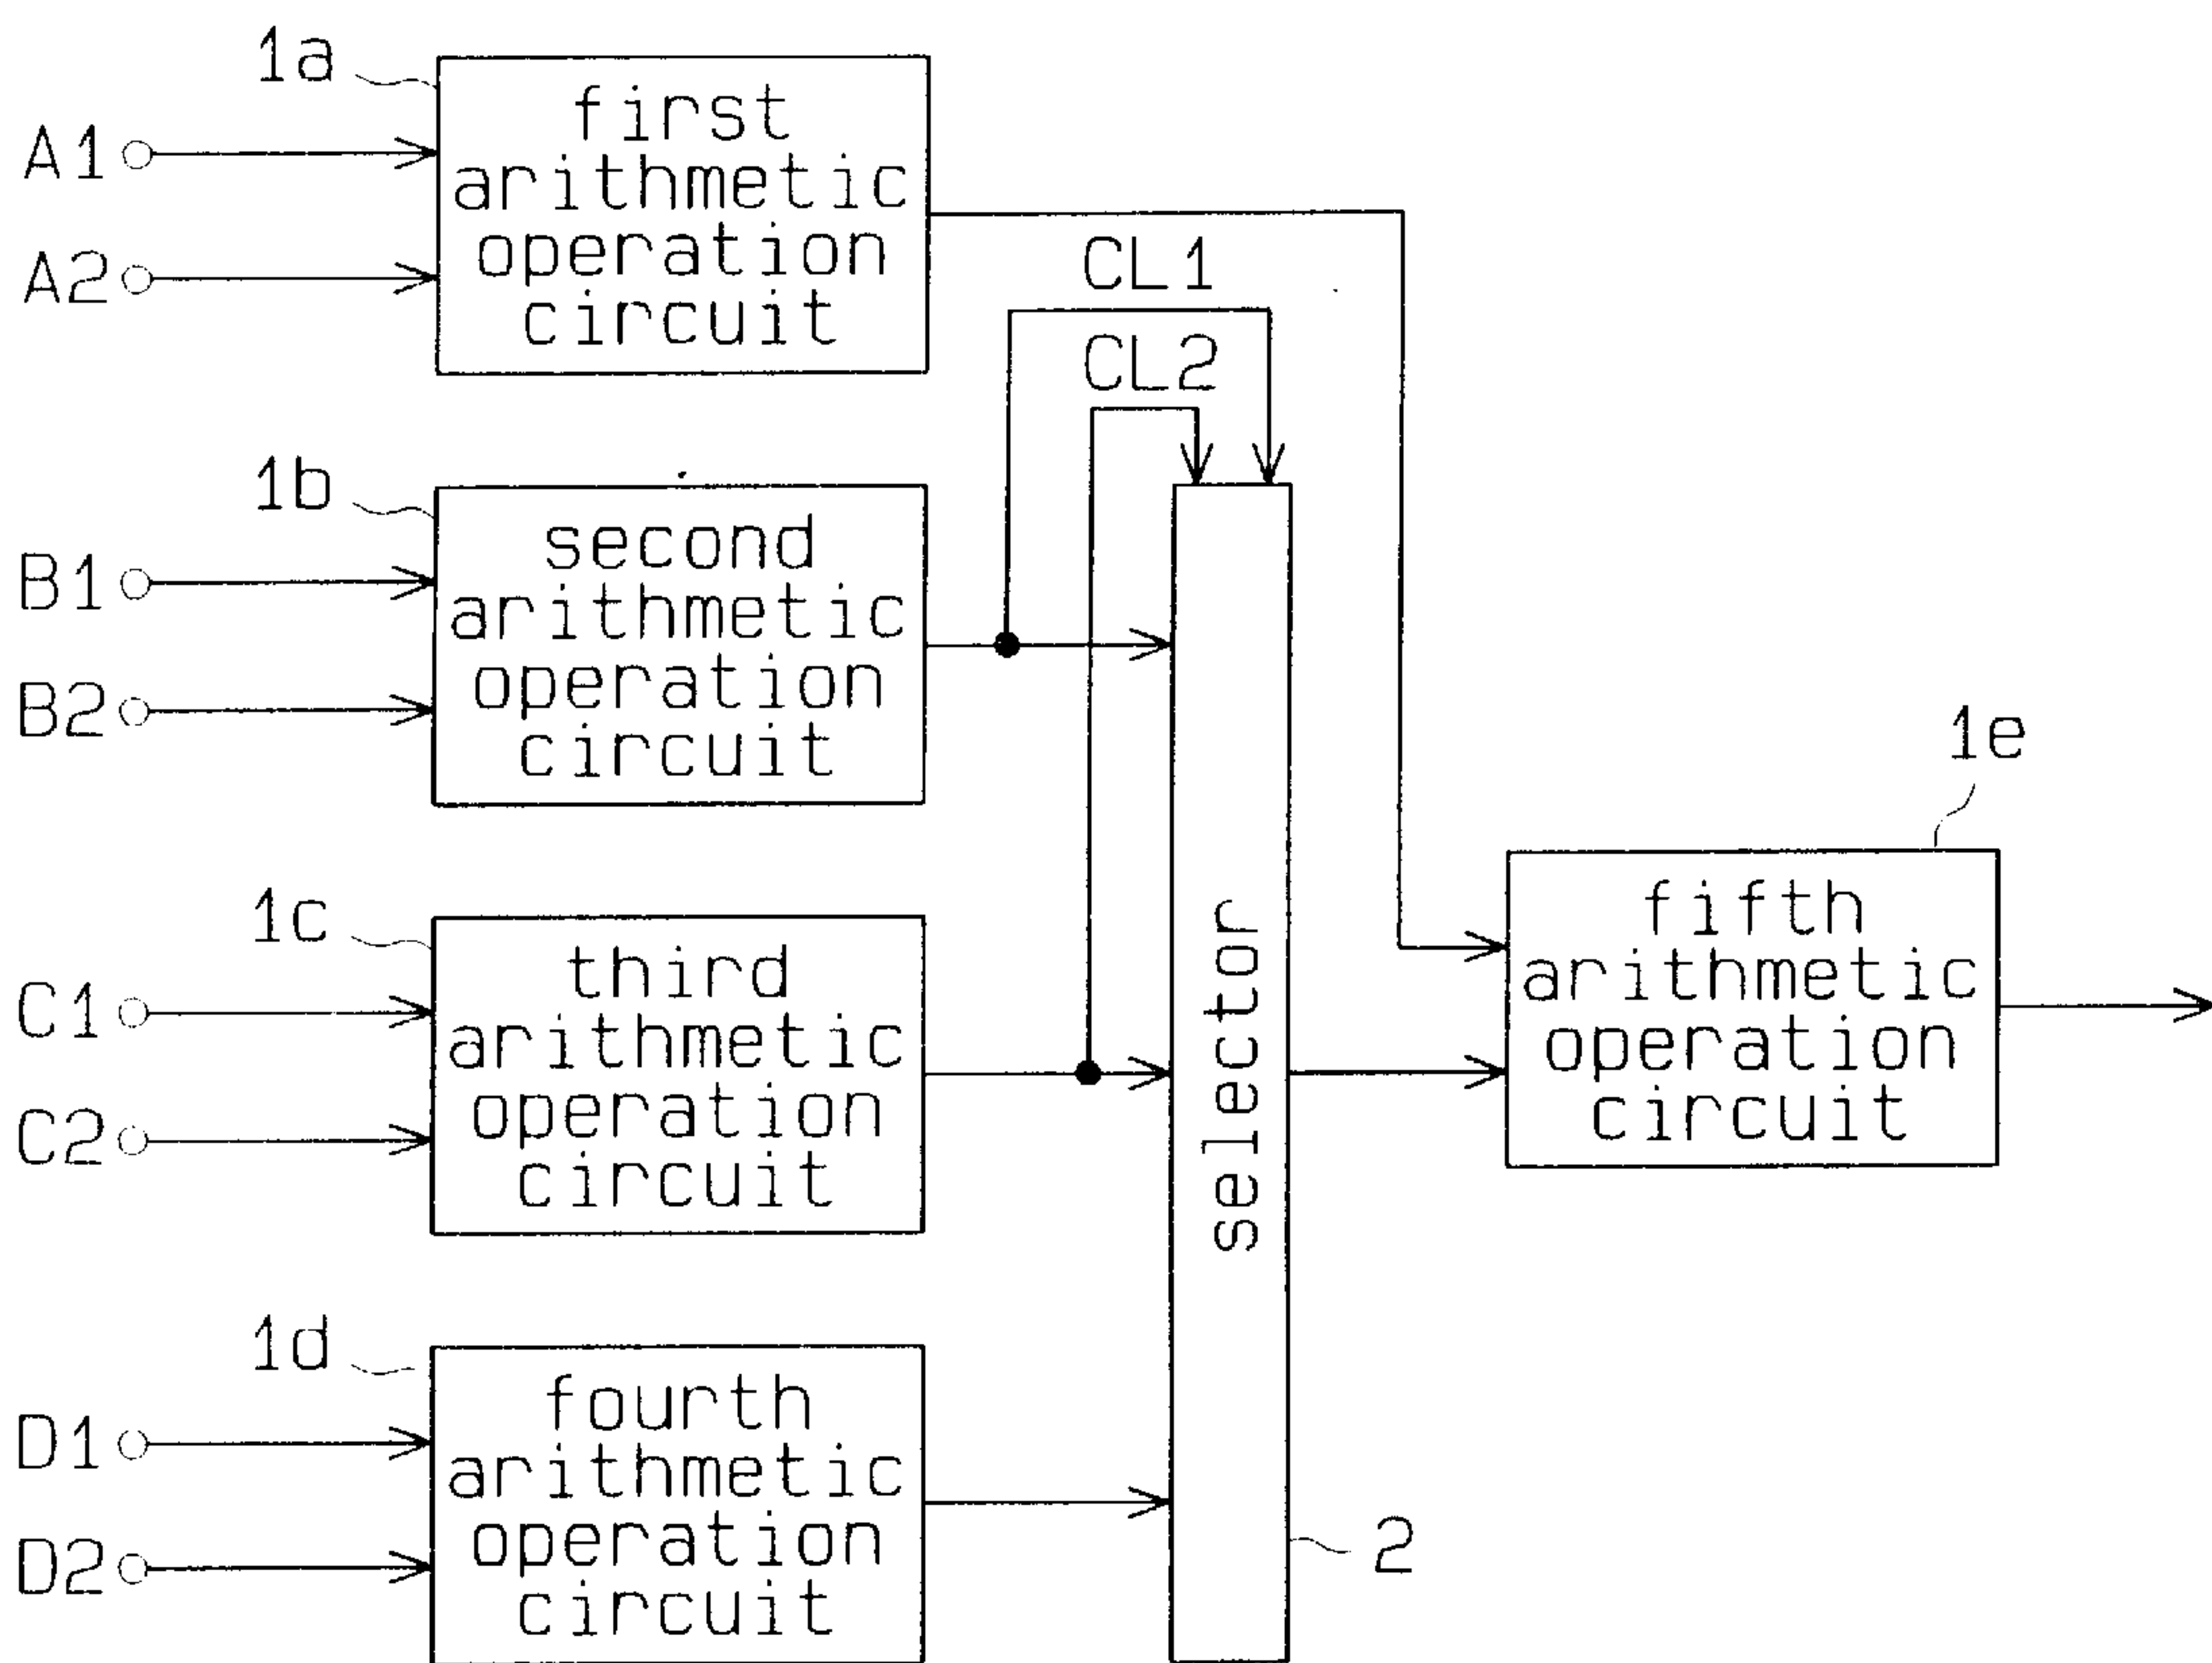 1a
first
arithmetic
operation
circuit
A1
A2
CL1
CL2
1b
second
arithmetic
operation
circuit
B1
B2
1c
third
arithmetic
operation
circuit
C1
C2
selector
1e
fifth
arithmetic
operation
circuit
1d
fourth
arithmetic
operation
circuit
D1
D2
2